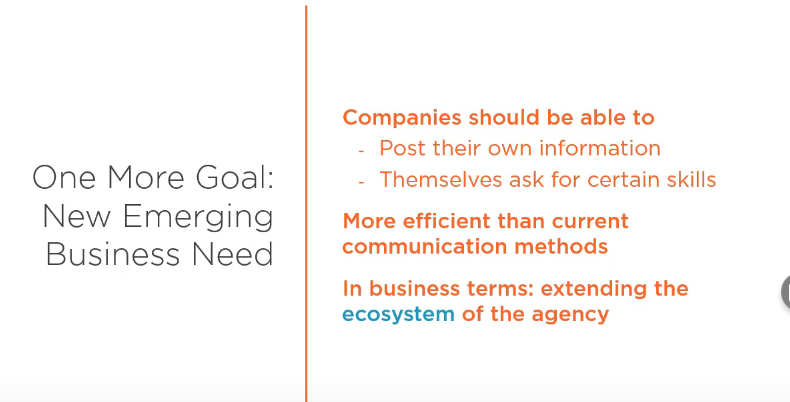 One More Goal:
New Emerging
Business Need
Companies should be able to
- Post their own information
- Themselves ask for certain skills
More efficient than current
communication methods
In business terms: extending the
ecosystem of the agency